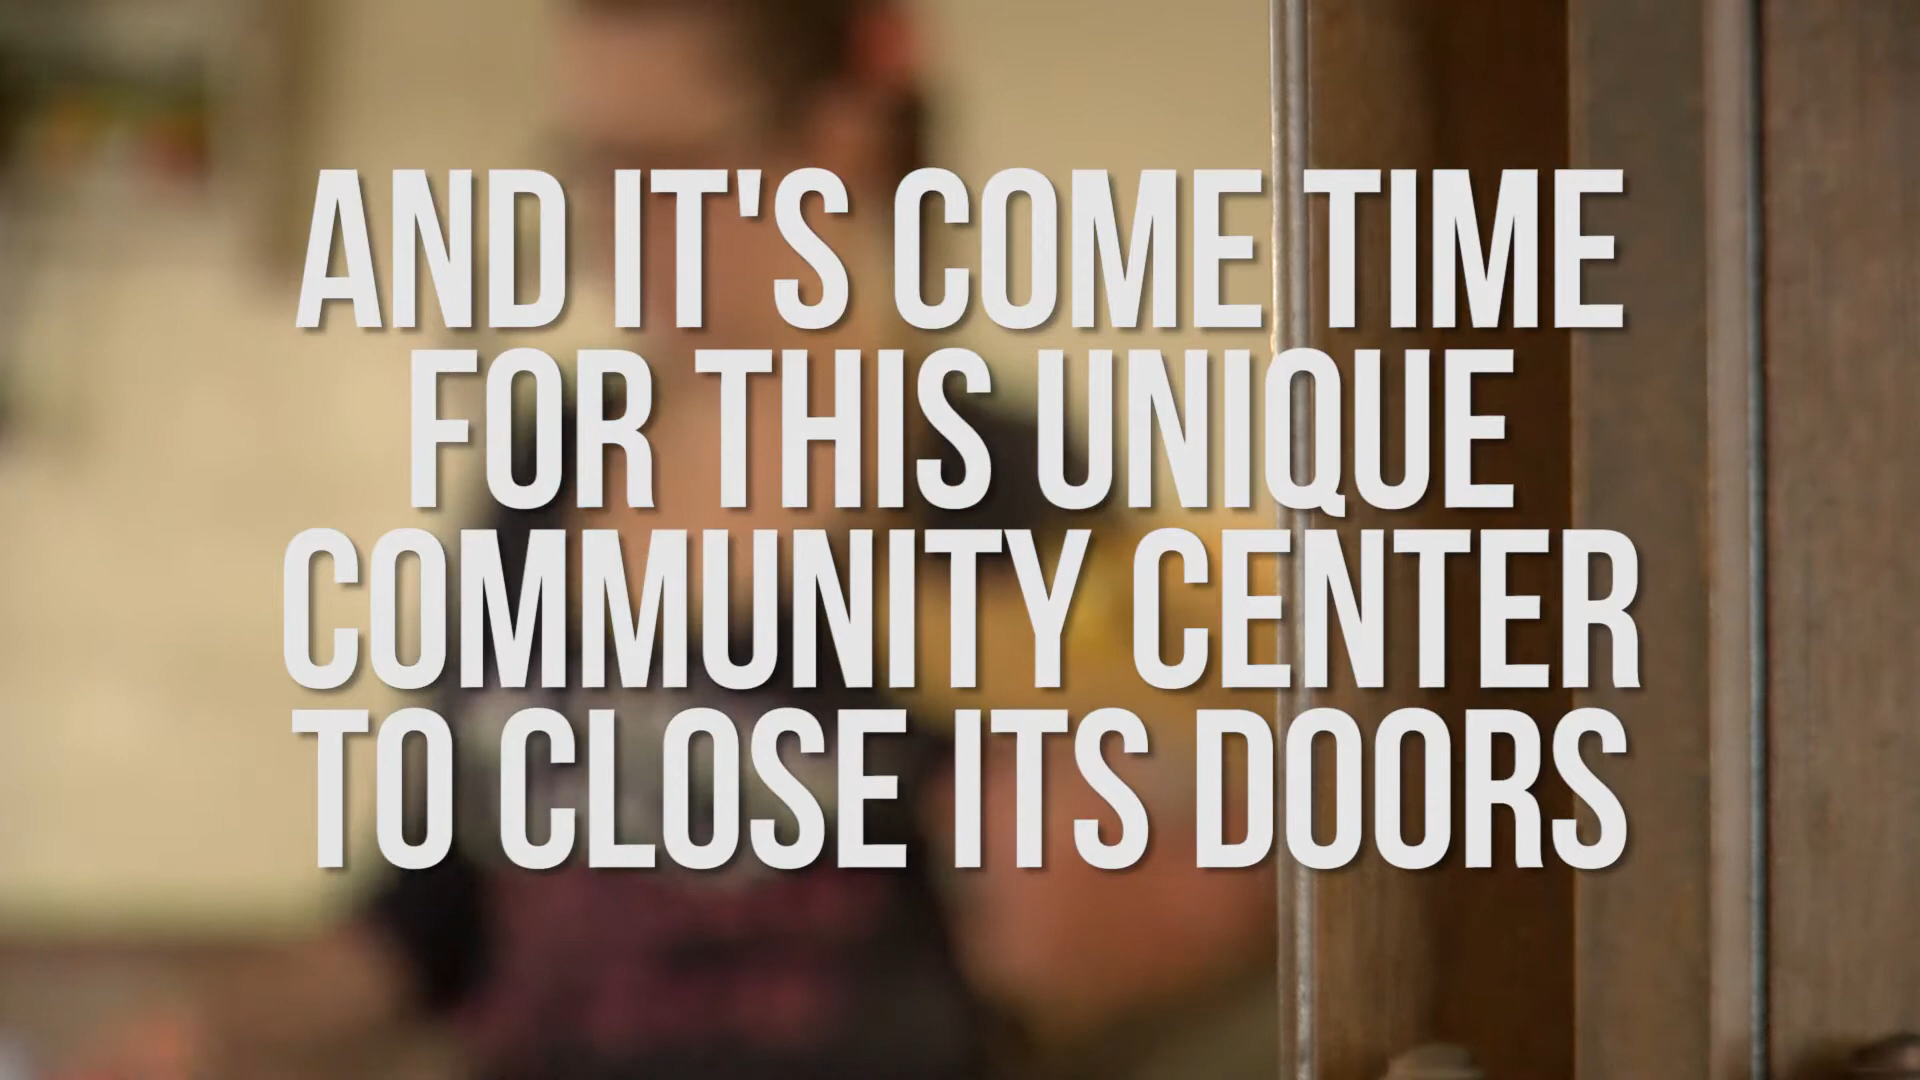 AND IT'S COME TIME
FOR THIS UNIQUE
COMMUNITY CENTER
TO CLOSE ITS DOORS